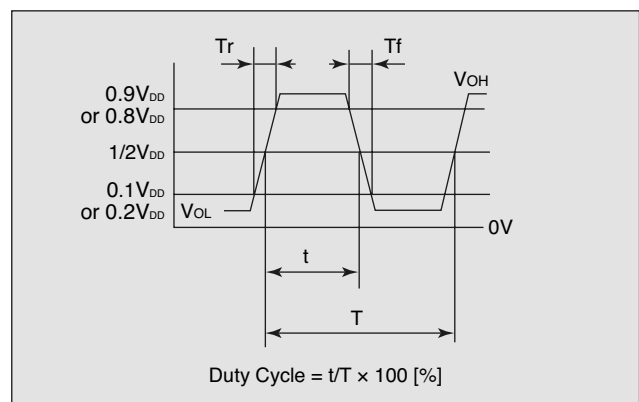 Tr
Tf
VOH
0.9VDD
or 0.8VDD
1/2VDD
0.1VDD
or 0.2VDD
VOL
0V
t
T
Duty Cycle = t/T × 100 [%]